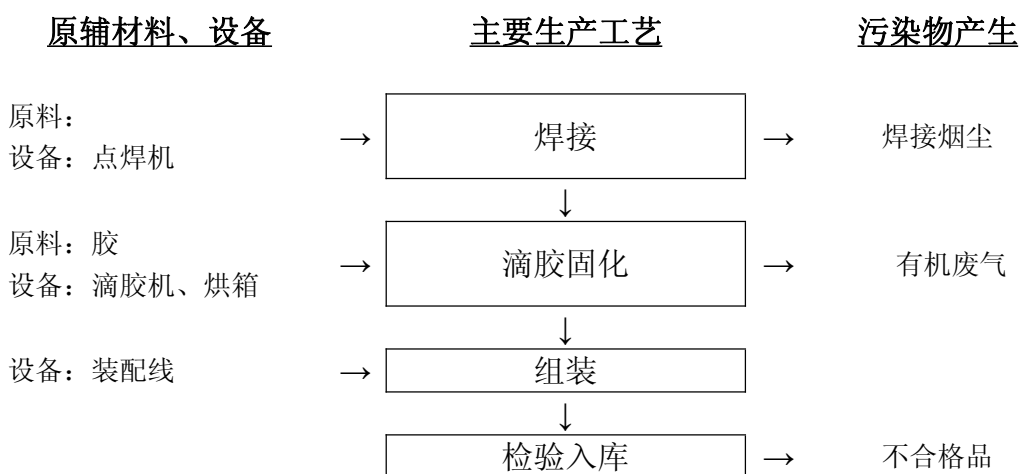 原辅材料、设备 主要生产工艺 污染物产生
原料：
设备：点焊机 → 焊接 → 焊接烟尘
↓
原料：胶
设备：滴胶机、烘箱 → 滴胶固化 → 有机废气
↓
设备：装配线 → 组装
↓
检验入库 → 不合格品